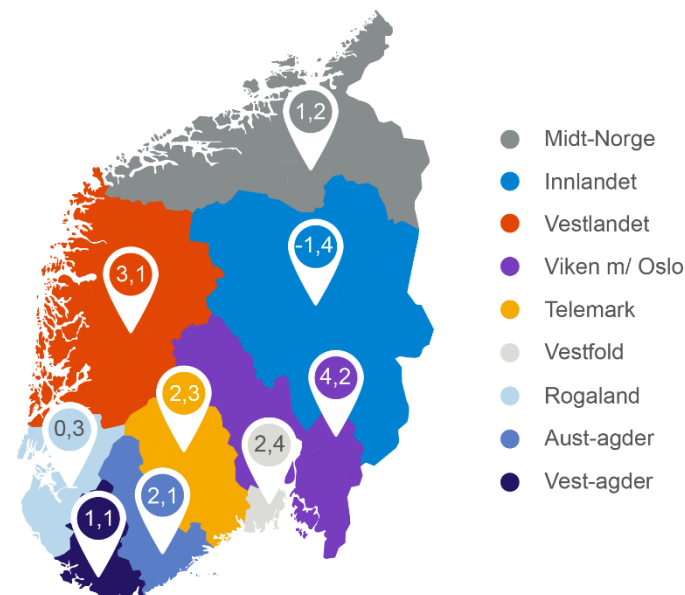 1,2
-1,4
3,1
4,2
2,3
0,3
2,4
2,1
1,1
Midt-Norge
Innlandet
Vestlandet
Viken m/ Oslo
Telemark
Vestfold
Rogaland
Aust-agder
Vest-agder